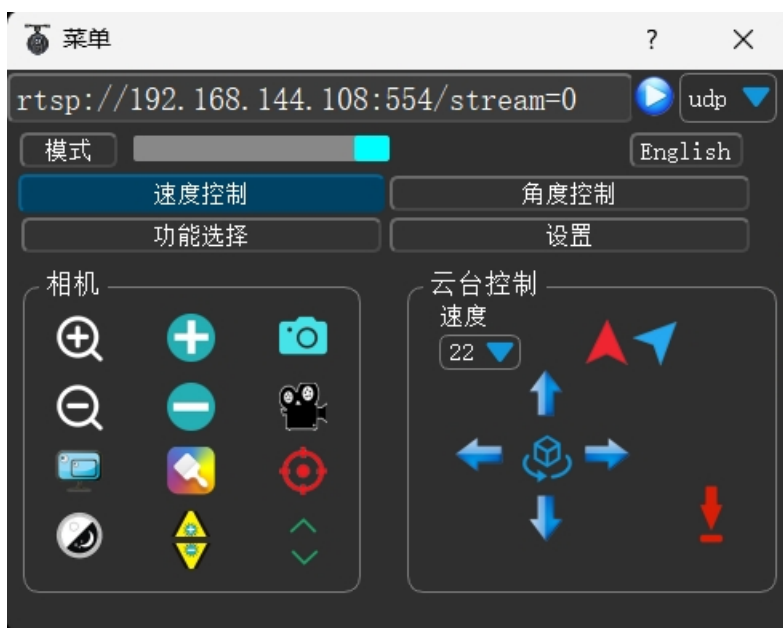 菜单 ?
rtsp://192.168.144.108:554/stream=0 udp
模式 English
速度控制 角度控制
功能选择 设置
相机 云台控制
速度
22